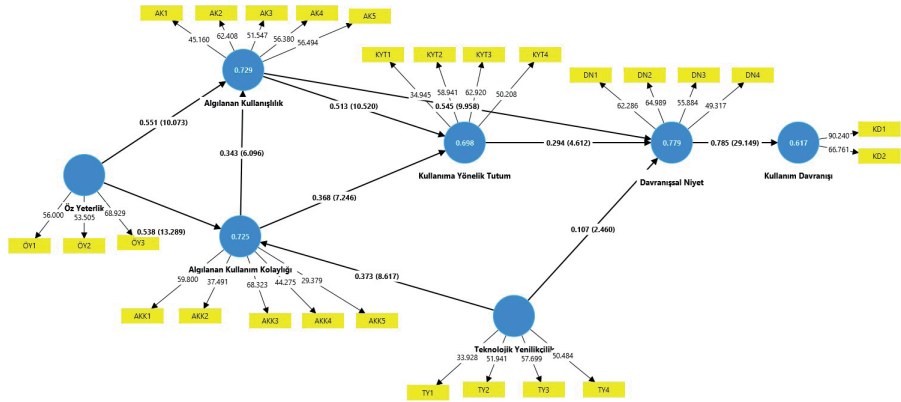 AK1
AK2
AK3
AK4
AK5
45.160
62.408
51.547
56.380
56.494
0.729
Algılanan Kullanışlılık
KYT1
KYT2
KYT3
KYT4
34.945
58.941
62.920
50.208
0.698
Kullanıma Yönelik Tutum
DN1
DN2
DN3
DN4
62.286
64.989
55.884
49.317
0.779
Davranışsal Niyet
0.617
Kullanım Davranışı
90.240
66.761
KD1
KD2
0.551 (10.073)
0.343 (6.096)
0.513 (10.520)
0.545 (9.958)
0.294 (4.612)
0.785 (29.149)
0.368 (7.246)
0.107 (2.460)
0.538 (13.289)
0.373 (8.617)
Öz Yeterlik
56.000
53.505
68.929
ÖY1
ÖY2
ÖY3
0.725
Algılanan Kullanım Kolaylığı
59.800
37.491
68.323
44.275
29.379
AKK1
AKK2
AKK3
AKK4
AKK5
Teknolojik Yenilikçilik
33.928
51.941
57.699
50.484
TY1
TY2
TY3
TY4